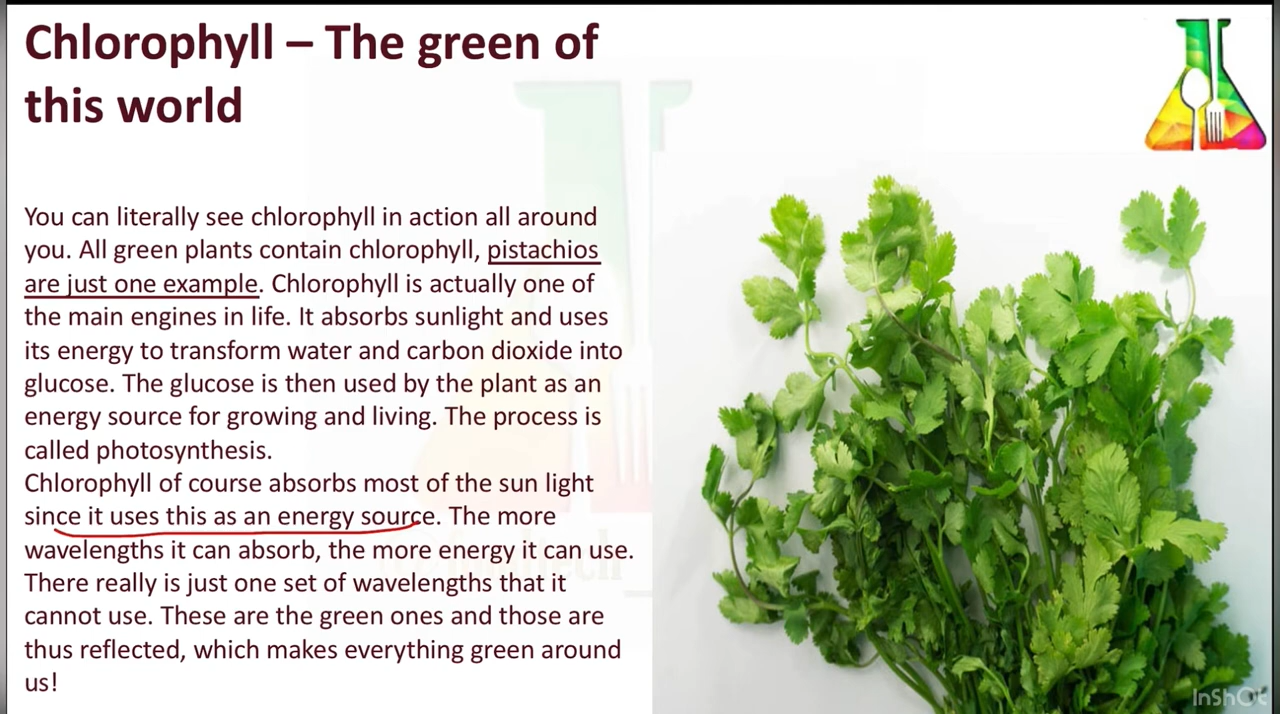 Chlorophyll – The green of
this world
You can literally see chlorophyll in action all around
you. All green plants contain chlorophyll, pistachios
are just one example. Chlorophyll is actually one of
the main engines in life. It absorbs sunlight and uses
its energy to transform water and carbon dioxide into
glucose. The glucose is then used by the plant as an
energy source for growing and living. The process is
called photosynthesis.
Chlorophyll of course absorbs most of the sun light
since it uses this as an energy source. The more
wavelengths it can absorb, the more energy it can use.
There really is just one set of wavelengths that it
cannot use. These are the green ones and those are
thus reflected, which makes everything green around
us!
InShOt